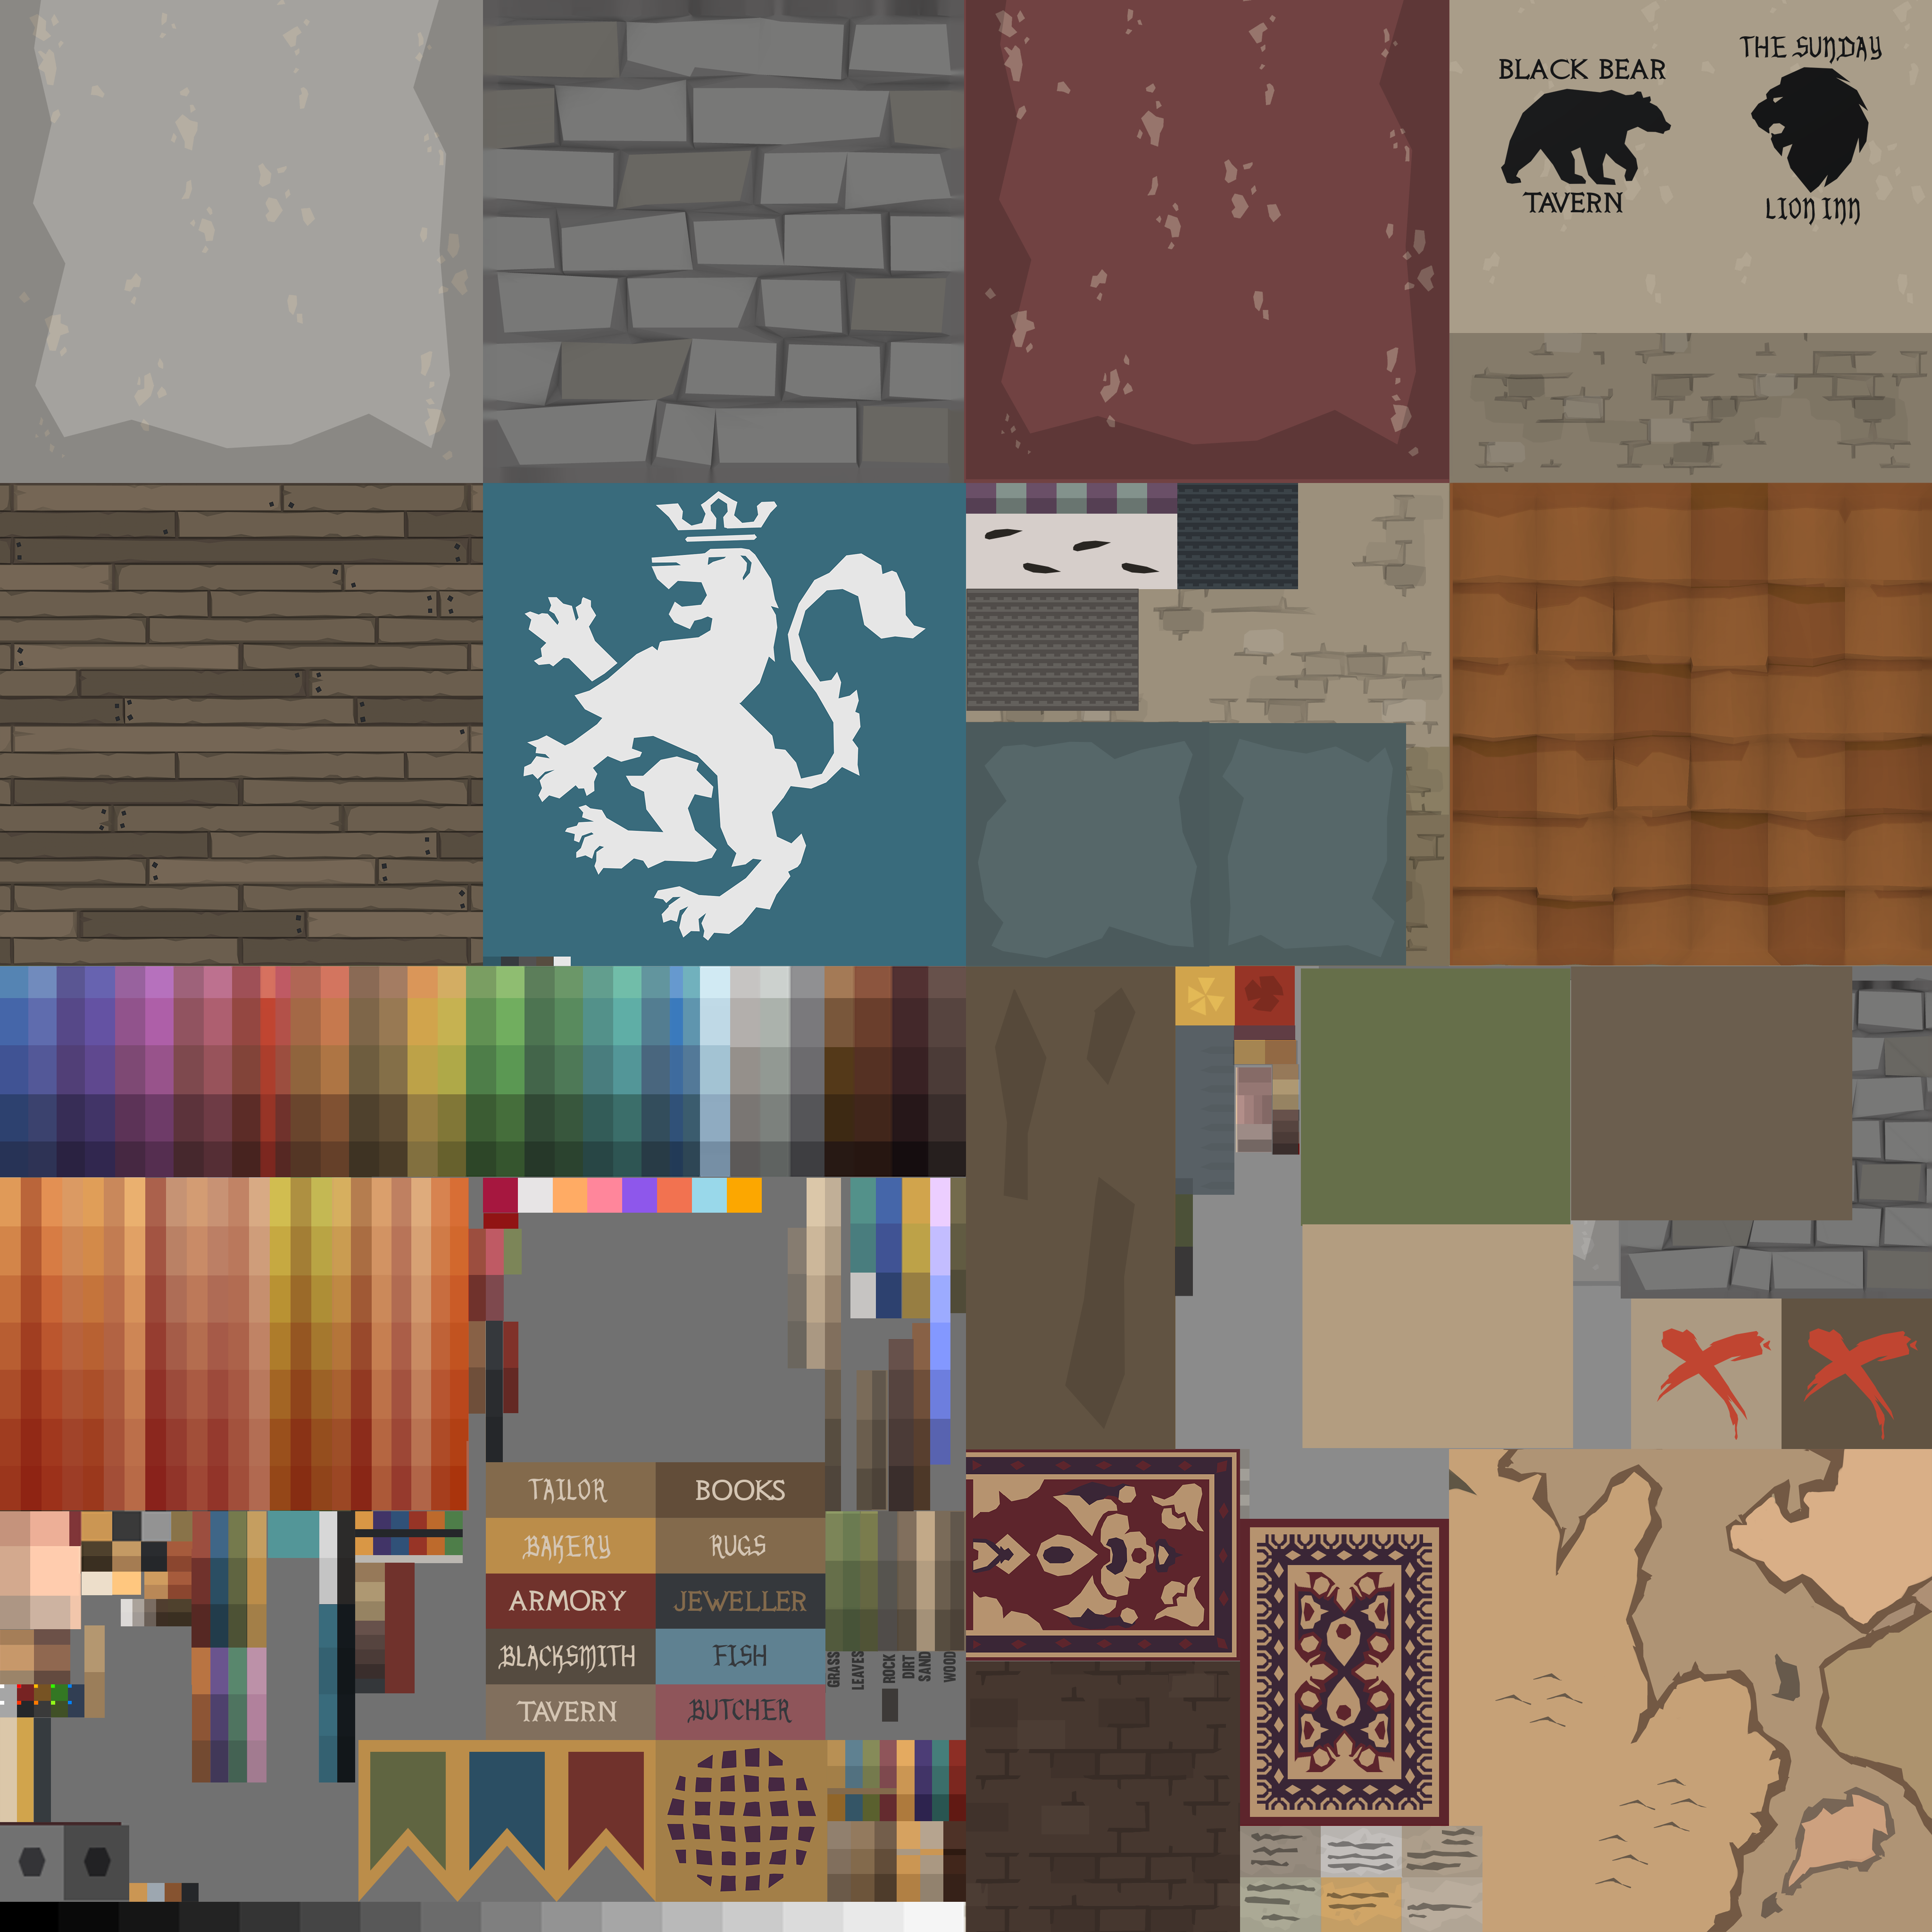 BLACK BEAR
TAVERN
THE SUNDAY
LION INN
TAILOR
BOOKS
BAKERY
RUGS
ARMORY
JEWELLER
BLACKSMITH
FISH
TAVERN
BUTCHER
GRASS
LEAVES
ROCK
DIRT
SAND
WOOD